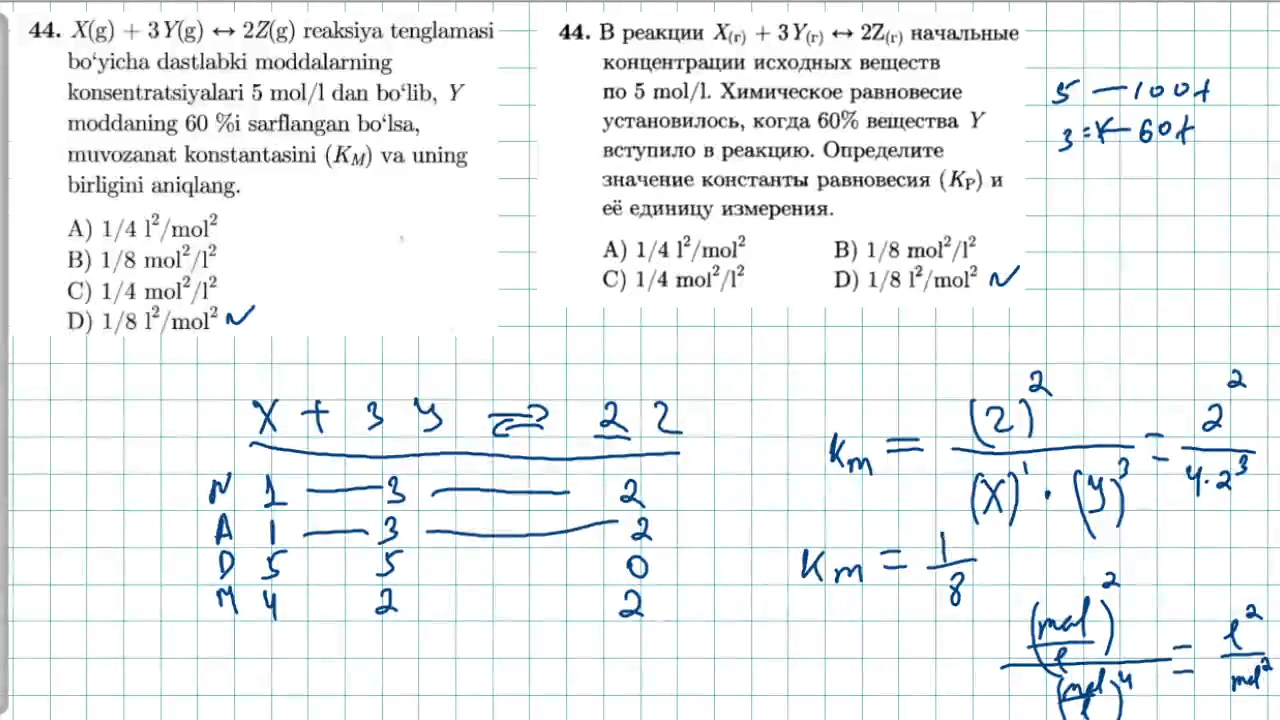 44. X(g) + 3Y(g) ↔ 2Z(g) reaksiya tenglamasi
bo‘yicha dastlabki moddalarning
konsentratsiyalari 5 mol/l dan bo‘lib, Y
moddaning 60 %i sarflangan bo‘lsa,
muvozanat konstantasini (K_M) va uning
birligini aniqlang.
A) 1/4 l²/mol²
B) 1/8 mol²/l²
C) 1/4 mol²/l²
D) 1/8 l²/mol²
44. В реакции X(г) + 3Y(г) ↔ 2Z(г) начальные
концентрации исходных веществ
по 5 mol/l. Химическое равновесие
установилось, когда 60% вещества Y
вступило в реакцию. Определите
значение константы равновесия (K_P) и
её единицу измерения.
A) 1/4 l²/mol² B) 1/8 mol²/l²
C) 1/4 mol²/l² D) 1/8 l²/mol²
5 — 100%
3 = x — 60%
X + 3 y ⇌ 2 Z
N 1 — 3 — 2
A 1 — 3 — 2
D 5 5 0
M 4 2 2
Km = (Z)² / (X)¹ · (y)³ = 2² / 4·2³
Km = 1/8
(mol/l)² / (mol/l)⁴ = l²/mol²